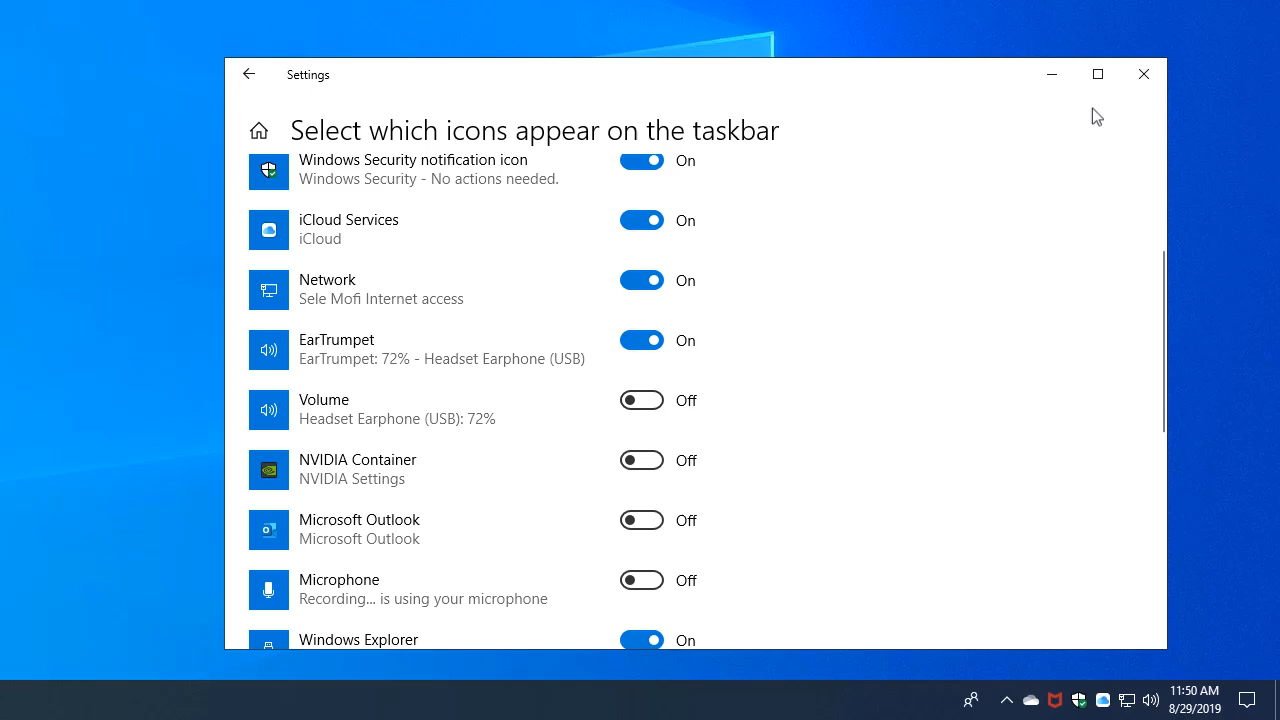 Settings
Select which icons appear on the taskbar
Windows Security notification icon
On
Windows Security - No actions needed.
iCloud Services
On
iCloud
Network
On
Sele Mofi Internet access
EarTrumpet
On
EarTrumpet: 72% - Headset Earphone (USB)
Volume
Off
Headset Earphone (USB): 72%
NVIDIA Container
Off
NVIDIA Settings
Microsoft Outlook
Off
Microsoft Outlook
Microphone
Off
Recording... is using your microphone
Windows Explorer
On
11:50 AM
8/29/2019